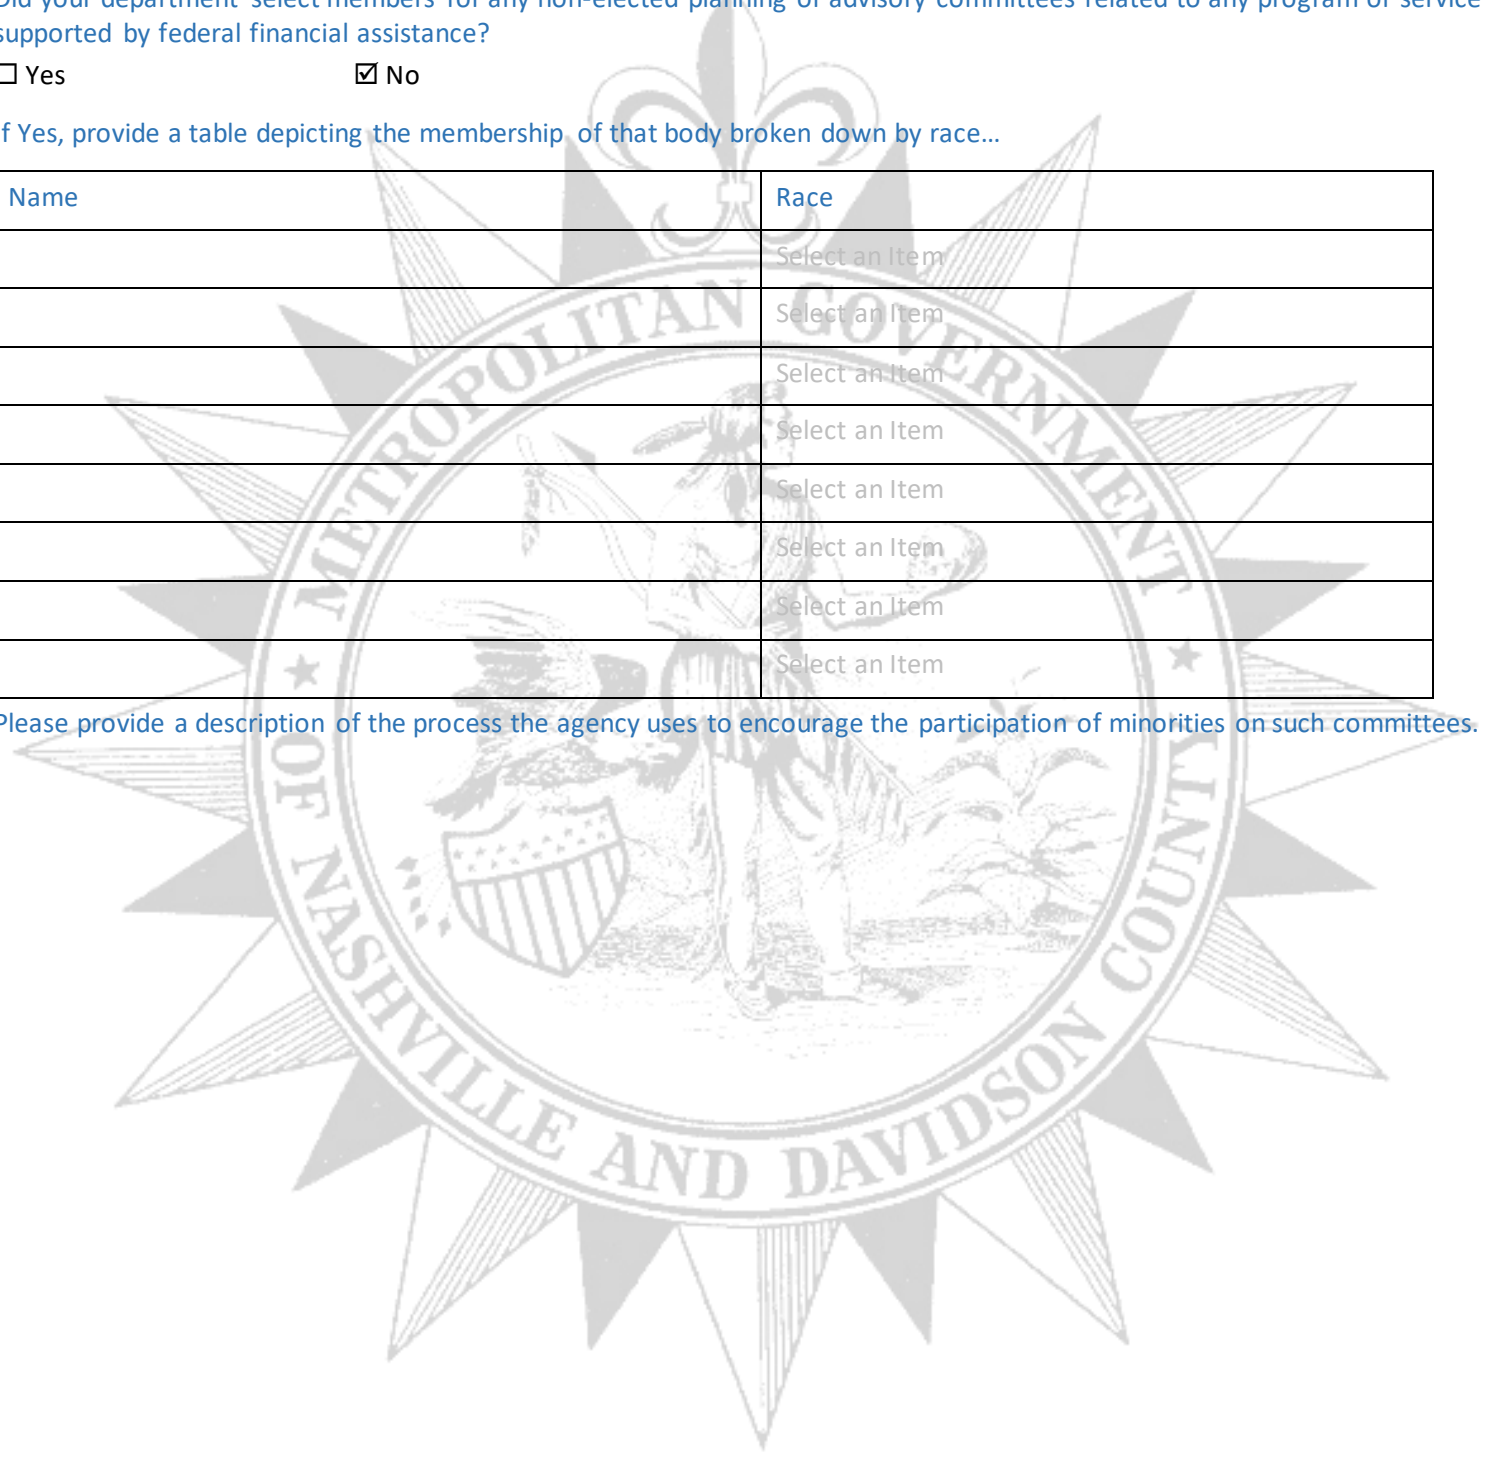 Did your department select members for any non-elected planning or advisory committees related to any program or service
supported by federal financial assistance?
☐ Yes ☑ No
If Yes, provide a table depicting the membership of that body broken down by race…
Name Race
Select an Item
Select an Item
Select an Item
Select an Item
Select an Item
Select an Item
Select an Item
Select an Item
Please provide a description of the process the agency uses to encourage the participation of minorities on such committees.
METROPOLITAN GOVERNMENT
OF NASHVILLE AND DAVIDSON COUNTY